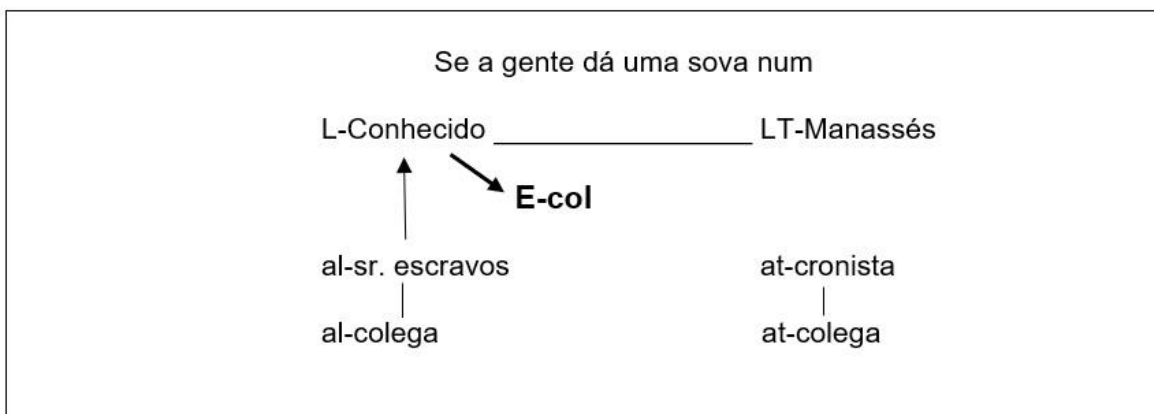 Se a gente dá uma sova num
L-Conhecido LT-Manassés
E-col
al-sr. escravos at-cronista
al-colega at-colega